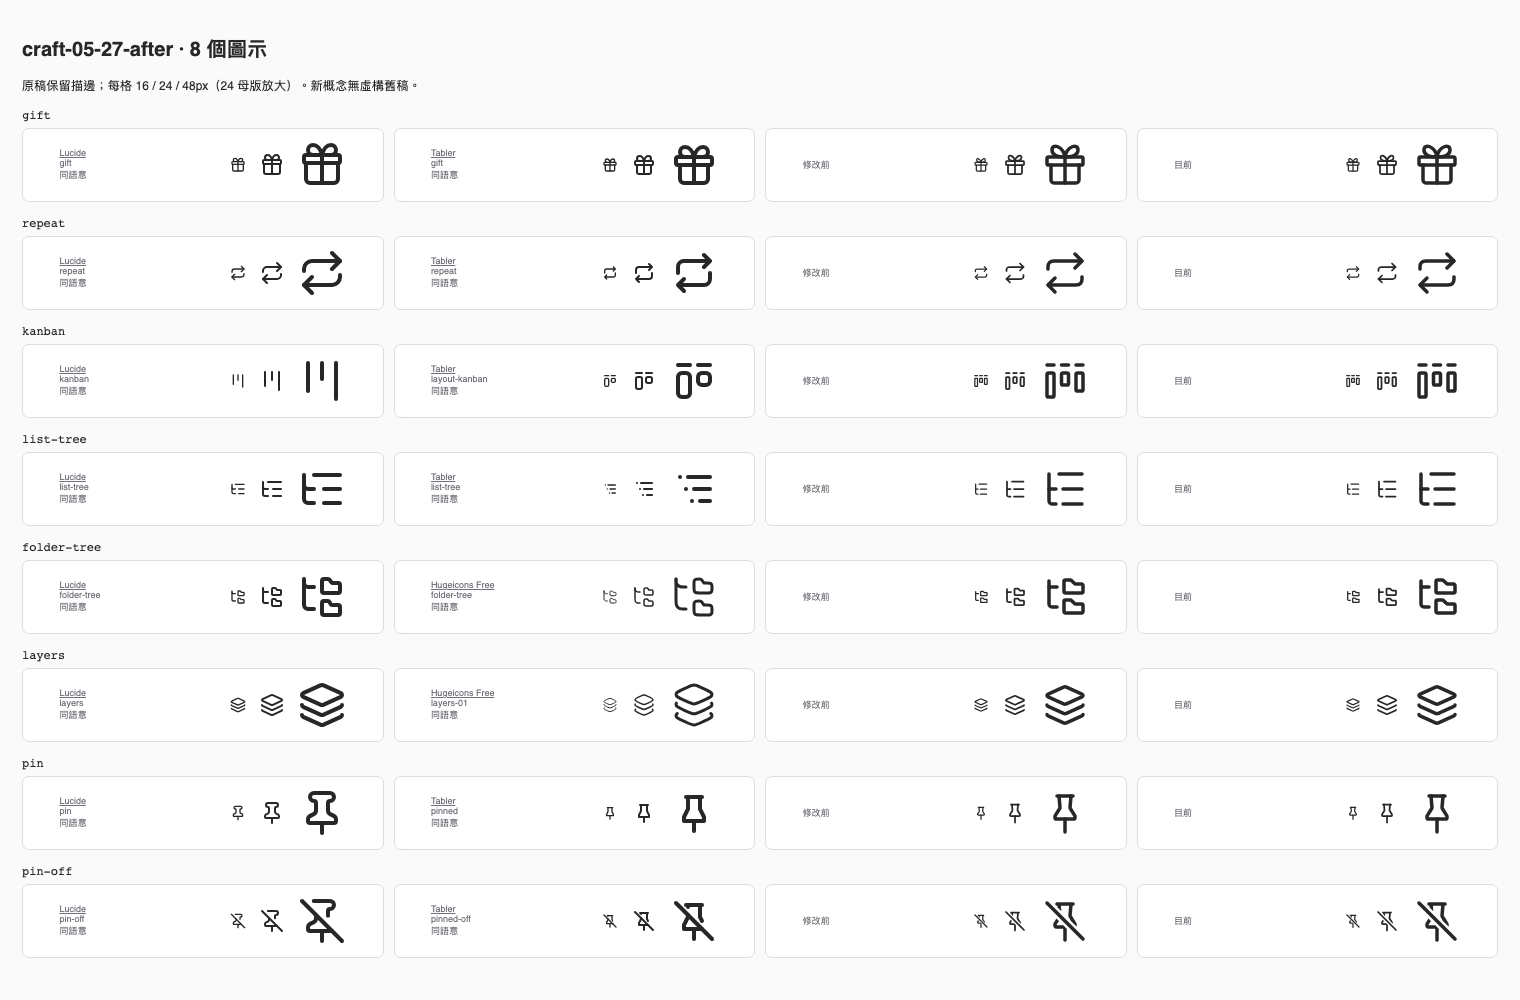 craft-05-27-after · 8 個圖示
原稿保留描邊；每格 16 / 24 / 48px（24 母版放大）。新概念無虛構舊稿。
gift
Lucide
gift
同語意
Tabler
gift
同語意
修改前
目前
repeat
Lucide
repeat
同語意
Tabler
repeat
同語意
修改前
目前
kanban
Lucide
kanban
同語意
Tabler
layout-kanban
同語意
修改前
目前
list-tree
Lucide
list-tree
同語意
Tabler
list-tree
同語意
修改前
目前
folder-tree
Lucide
folder-tree
同語意
Hugeicons Free
folder-tree
同語意
修改前
目前
layers
Lucide
layers
同語意
Hugeicons Free
layers-01
同語意
修改前
目前
pin
Lucide
pin
同語意
Tabler
pinned
同語意
修改前
目前
pin-off
Lucide
pin-off
同語意
Tabler
pinned-off
同語意
修改前
目前